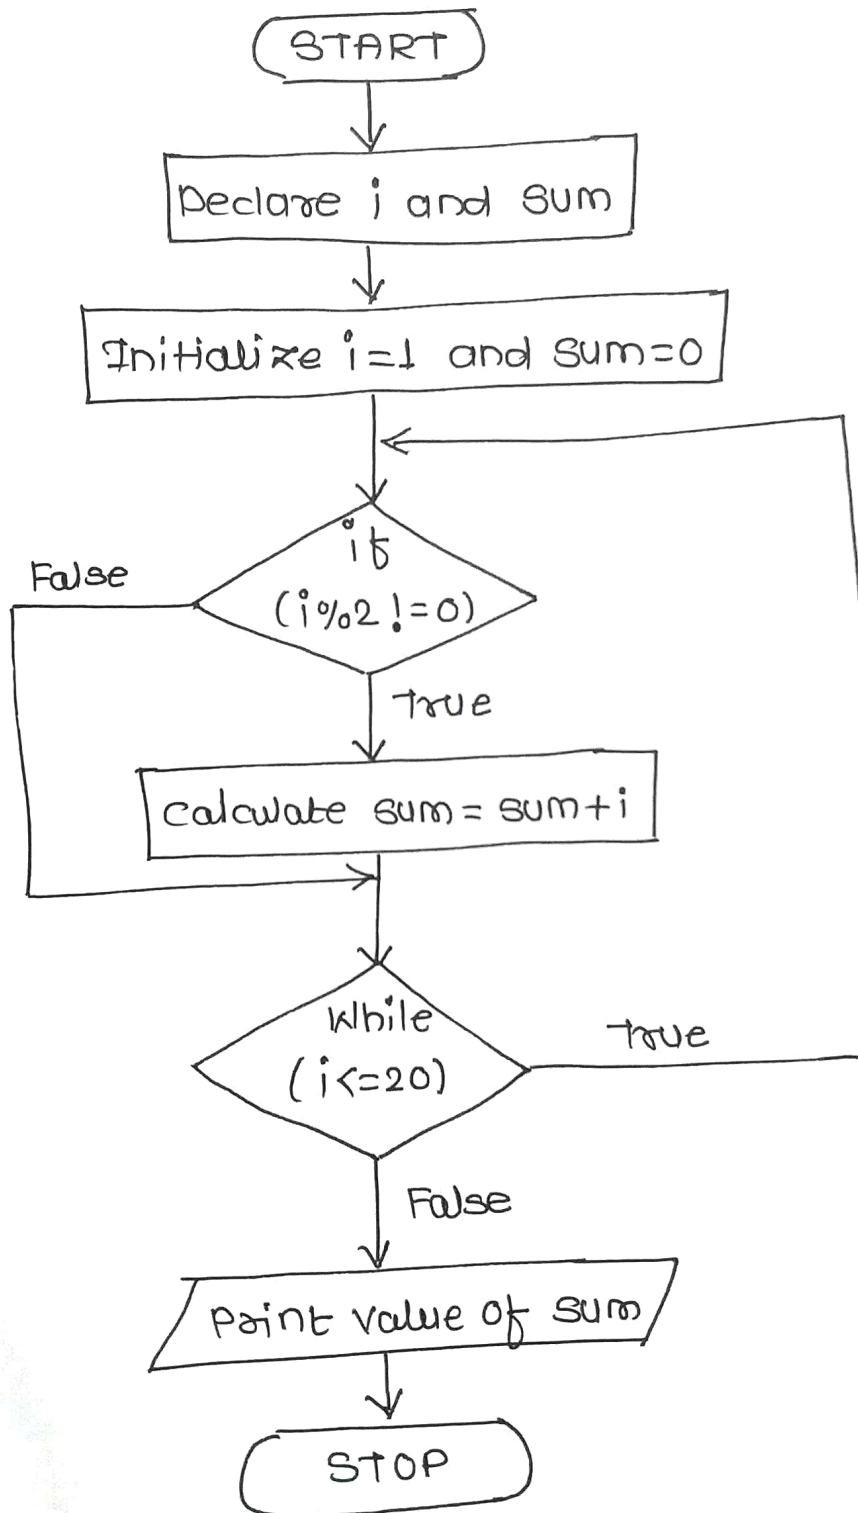 START
Declare i and sum
Initialize i=1 and sum=0
if
(i%2!=0)
False
True
Calculate sum=sum+i
While
(i<=20)
True
False
Print value of sum
STOP